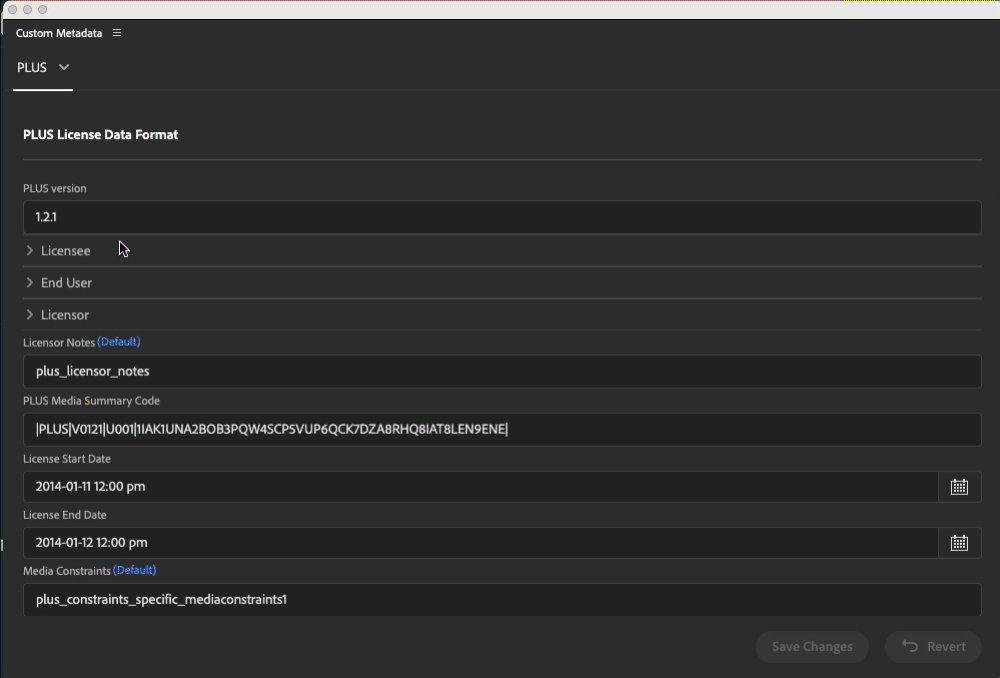 Custom Metadata
PLUS
PLUS License Data Format
PLUS version
1.2.1
Licensee
End User
Licensor
Licensor Notes (Default)
plus_licensor_notes
PLUS Media Summary Code
|PLUS|V0121|U001|1IAK1UNA2BOB3PQW4SCP5VUP6QCK7DZA8RHQ8IAT8LEN9ENE|
License Start Date
2014-01-11 12:00 pm
License End Date
2014-01-12 12:00 pm
Media Constraints (Default)
plus_constraints_specific_mediaconstraints1
Save Changes
Revert